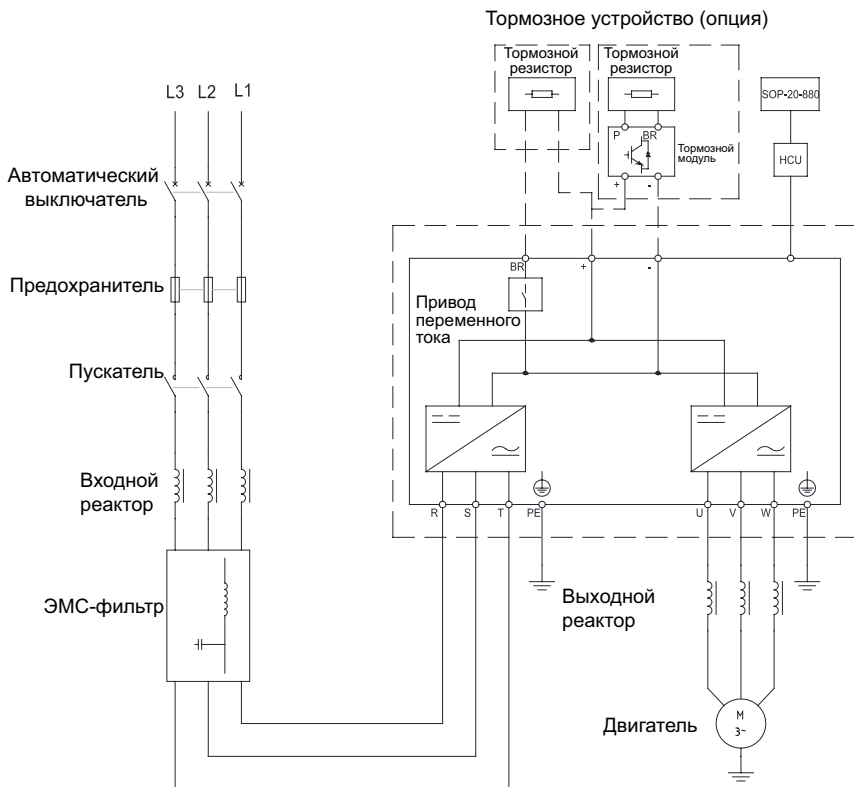 Тормозное устройство (опция)
Тормозной
резистор
Тормозной
резистор
L3 L2 L1
SOP-20-880
P BR
Тормозной
модуль
HCU
+ -
Автоматический
выключатель
BR + -
Предохранитель
Привод
переменного
тока
Пускатель
Входной
реактор
R S T PE U V W PE
ЭМС-фильтр
Выходной
реактор
Двигатель
M
3~